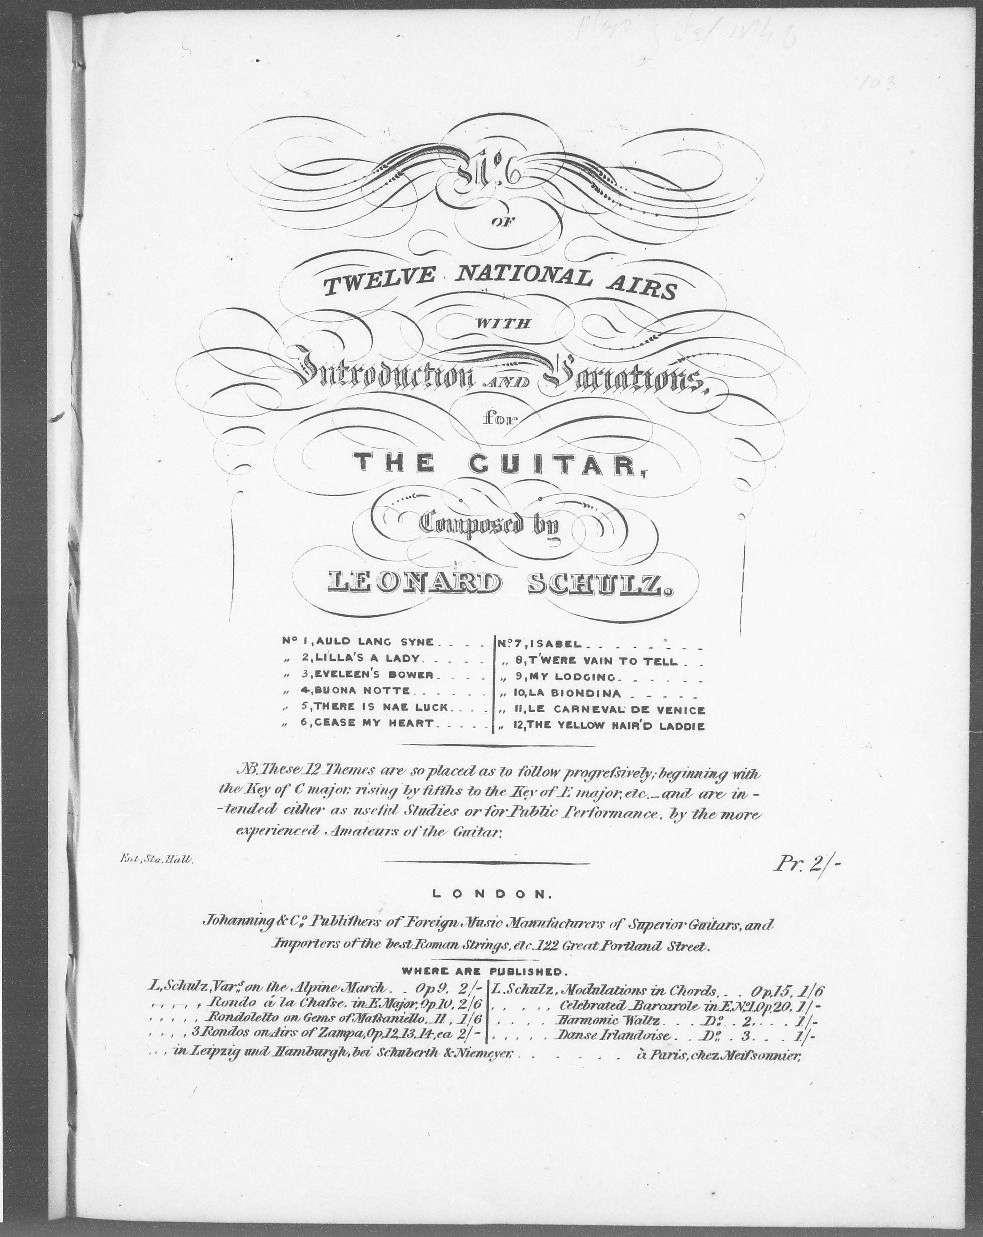 103
Nº 6
OF
TWELVE NATIONAL AIRS
WITH
Introduction AND Variations,
for
THE GUITAR,
Composed by
LEONARD SCHULZ.
Nº 1, AULD LANG SYNE. . . .
„ 2, LILLA'S A LADY. . . . .
„ 3, EVELEEN'S BOWER. . . .
„ 4, BUONA NOTTE. . . . . .
„ 5, THERE IS NAE LUCK. . . .
„ 6, CEASE MY HEART. . . . .
Nº 7, ISABEL. . . . . . . .
„ 8, T'WERE VAIN TO TELL. . .
„ 9, MY LODGING. . . . . .
„ 10, LA BIONDINA . . . . .
„ 11, LE CARNEVAL DE VENICE
„ 12, THE YELLOW HAIR'D LADDIE
NB, These 12 Themes are so placed as to follow progreſsively; beginning with
the Key of C major, rising by fifths to the Key of E major, etc. _ and are in -
-tended either as useful Studies or for Public Performance, by the more
experienced Amateurs of the Guitar.
Ent, Sta, Hall.
Pr. 2/-
LONDON.
Johanning & Cº. Publiſhers of Foreign Music Manufacturers of Superior Guitars, and
Importers of the best Roman Strings, etc. 122 Great Portland Street.
WHERE ARE PUBLISHED.
L, Schulz, Varº. on the Alpine March . . Op 9, 2/-
, , , , , Rondo á la Chaſse, in E Major, Op 10, 2/6
, , , , , Rondoletto on Gems of Maſsaniello, 11, 1/6
, , , , 3 Rondos on Airs of Zampa, Op, 12, 13, 14, ea 2/-
L. Schulz, Modulations in Chords. . . Op, 15, 1/6
, , , , , Celebrated Barcarole in E, Nº 1, Op 20, 1/-
, , , , , Harmonic Waltz . . . Dº. . 2, . . . 1/-
, , , , , Danse Irlandoise . . Dº. . 3. . . . 1/-
, , , in Leipzig und Hamburgh, bei Schuberth & Niemeyer. . . . . . . . à Paris, chez Meiſsonnier.